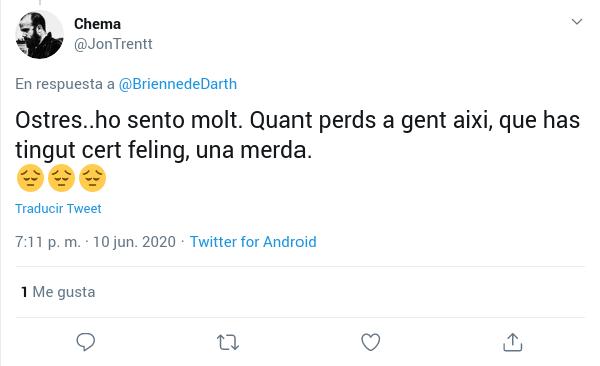 Chema
@JonTrentt
En respuesta a @BriennedeDarth
Ostres..ho sento molt. Quant perds a gent aixi, que has
tingut cert feling, una merda.
😔😔😔
Traducir Tweet
7:11 p. m. · 10 jun. 2020 · Twitter for Android
1 Me gusta